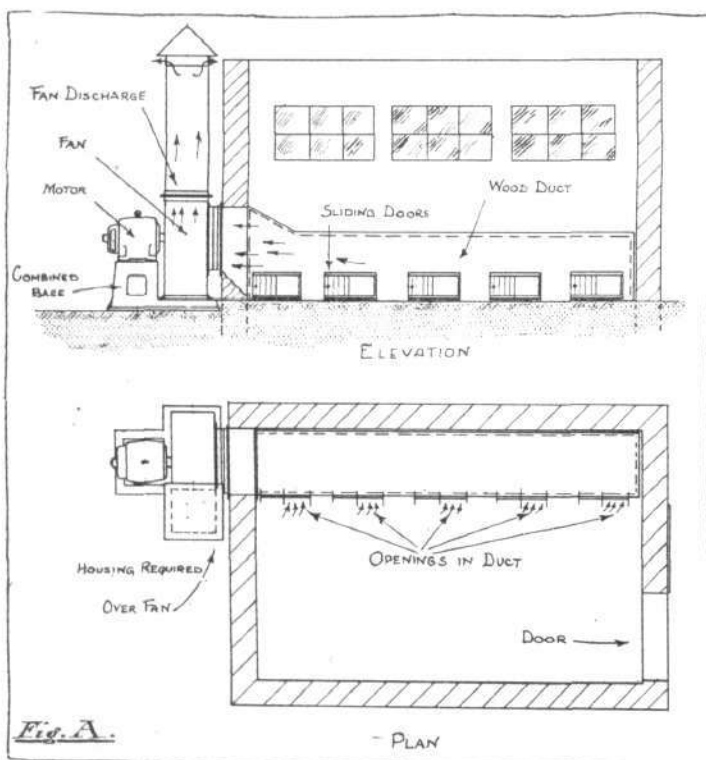 FAN DISCHARGE
FAN
MOTOR
COMBINED
BASE
SLIDING DOORS
WOOD DUCT
ELEVATION
HOUSING REQUIRED
OVER FAN
OPENINGS IN DUCT
DOOR
Fig. A.
PLAN